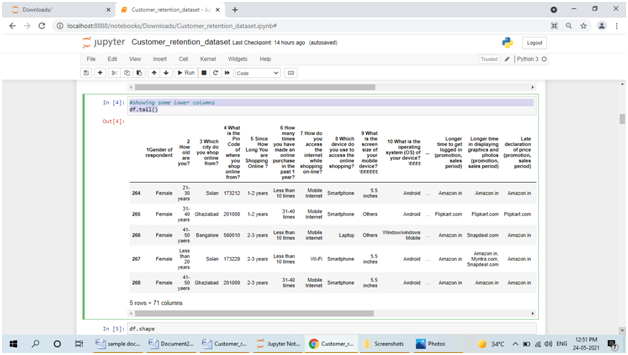 Downloads/
Customer_retention_dataset - Ju
localhost:8888/notebooks/Downloads/Customer_retention_dataset.ipynb#
jupyter Customer_retention_dataset Last Checkpoint: 14 hours ago (autosaved)
Logout
File Edit View Insert Cell Kernel Widgets Help
Trusted Python 3
Run Code
In [4]: #showing some lower columns
df.tail()
Out[4]:
1Gender of respondent
2 How old are you?
3 Which city do you shop online from?
4 What is the Pin Code of where you shop online from?
5 Since How Long You are Shopping Online ?
6 How many times you have made an online purchase in the past 1 year?
7 How do you access the internet while shopping on-line?
8 Which device do you use to access the online shopping?
9 What is the screen size of your mobile device?
10 What is the operating system (OS) of your device?
...
Longer time to get logged in (promotion, sales period)
Longer time in displaying graphics and photos (promotion, sales period)
Late declaration of price (promotion, sales period)
264 Female 21-30 years Solan 173212 1-2 years Less than 10 times Mobile Internet Smartphone 5.5 inches Android ... Amazon.in Amazon.in Amazon.in
265 Female 31-40 years Ghaziabad 201008 1-2 years 31-40 times Mobile Internet Smartphone Others Android ... Flipkart.com Flipkart.com Flipkart.com
266 Female 41-50 yaers Bangalore 560010 2-3 years Less than 10 times Mobile internet Laptop Others Window/windows Mobile ... Amazon.in Snapdeal.com Amazon.in
267 Female Less than 20 years Solan 173229 2-3 years Less than 10 times Wi-Fi Smartphone 5.5 inches Android ... Amazon.in Amazon.in, Myntra.com, Snapdeal.com Amazon.in
268 Female 41-50 yaers Ghaziabad 201009 2-3 years 31-40 times Mobile Internet Smartphone 5.5 inches Android ... Amazon.in Amazon.in Amazon.in
5 rows × 71 columns
In [5]: df.shape
sample doc...
Document2...
Customer_r...
Jupyter Not...
Customer_r...
Screenshots
Photos
34°C
ENG
12:51 PM
24-05-2021